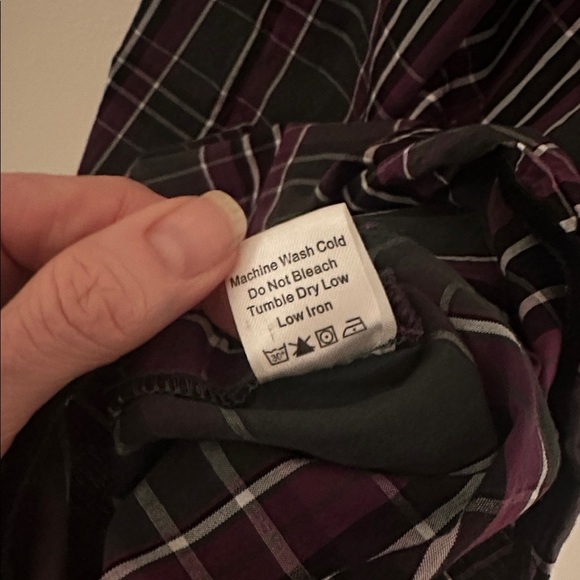 Machine Wash Cold
Do Not Bleach
Tumble Dry Low
Low Iron
30°